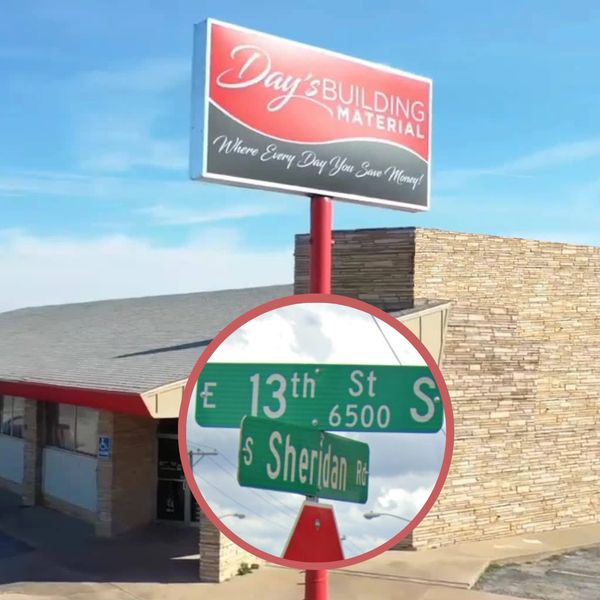 Day's BUILDING
MATERIAL
Where Every Day You Save Money!
E 13th St S
6500
S Sheridan Rd